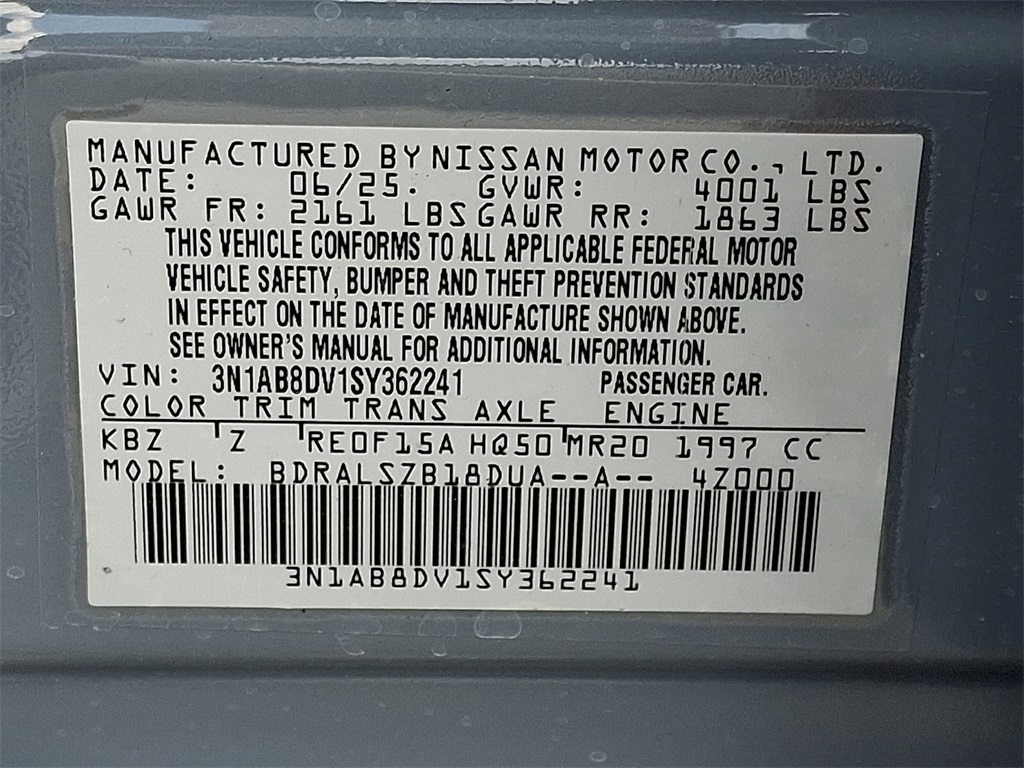 MANUFACTURED BY NISSAN MOTOR CO., LTD.
DATE: 06/25. GVWR: 4001 LBS
GAWR FR: 2161 LBS GAWR RR: 1863 LBS
THIS VEHICLE CONFORMS TO ALL APPLICABLE FEDERAL MOTOR
VEHICLE SAFETY, BUMPER AND THEFT PREVENTION STANDARDS
IN EFFECT ON THE DATE OF MANUFACTURE SHOWN ABOVE.
SEE OWNER'S MANUAL FOR ADDITIONAL INFORMATION.
VIN: 3N1AB8DV1SY362241 PASSENGER CAR.
COLOR TRIM TRANS AXLE ENGINE
KBZ Z RE0F15A HQ50 MR20 1997 CC
MODEL: BDRALSZB18DUA--A-- 4Z000
3N1AB8DV1SY362241